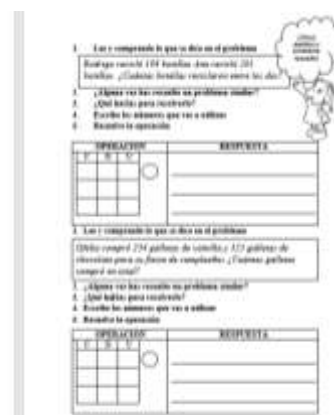 1. Lee y comprende lo que se dice en el problema
Rodrigo recicló 104 botellas Ana recicló 201
botellas. ¿Cuántas botellas reciclaron entre los dos?
2. ¿Alguna vez has resuelto un problema similar?
3. ¿Qué harías para resolverlo?
4. Escribe los números que vas a utilizar
5. Resuelve la operación
OPERACIÓN RESPUESTA
C D U
1. Lee y comprende lo que se dice en el problema
compró 234 galletas de vainilla y 323 galletas de
chocolate para su fiesta de cumpleaños ¿Cuántas galletas
compró en total?
2. ¿Alguna vez has resuelto un problema similar?
3. ¿Qué harías para resolverlo?
4. Escribe los números que vas a utilizar
5. Resuelve la operación
OPERACIÓN RESPUESTA
C D U